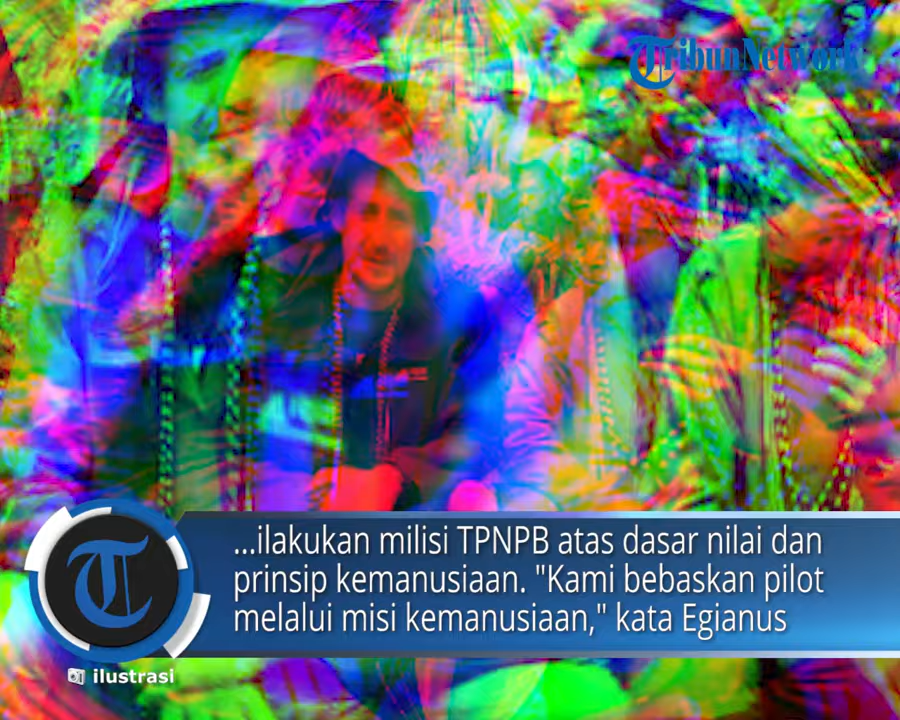 TribunNetwork
...ilakukan milisi TPNPB atas dasar nilai dan
prinsip kemanusiaan. "Kami bebaskan pilot
melalui misi kemanusiaan," kata Egianus
T
ilustrasi